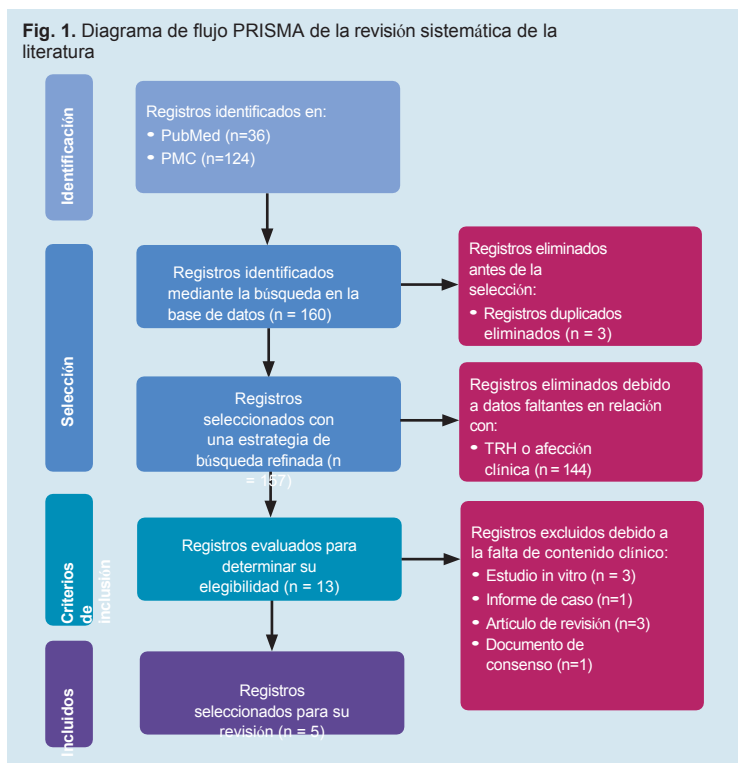 Fig. 1. Diagrama de flujo PRISMA de la revisión sistemática de la
literatura
Identificación
Registros identificados en:
• PubMed (n=36)
• PMC (n=124)
Selección
Registros identificados
mediante la búsqueda en la
base de datos (n = 160)
Registros eliminados
antes de la
selección:
• Registros duplicados
eliminados (n = 3)
Registros
seleccionados con
una estrategia de
búsqueda refinada (n
= 157)
Registros eliminados debido
a datos faltantes en relación
con:
• TRH o afección
clínica (n = 144)
Criterios
de
inclusión
Registros evaluados para
determinar su
elegibilidad (n = 13)
Registros excluidos debido a
la falta de contenido clínico:
• Estudio in vitro (n = 3)
• Informe de caso (n=1)
• Artículo de revisión (n=3)
• Documento de
consenso (n=1)
Incluidos
Registros
seleccionados para su
revisión (n = 5)